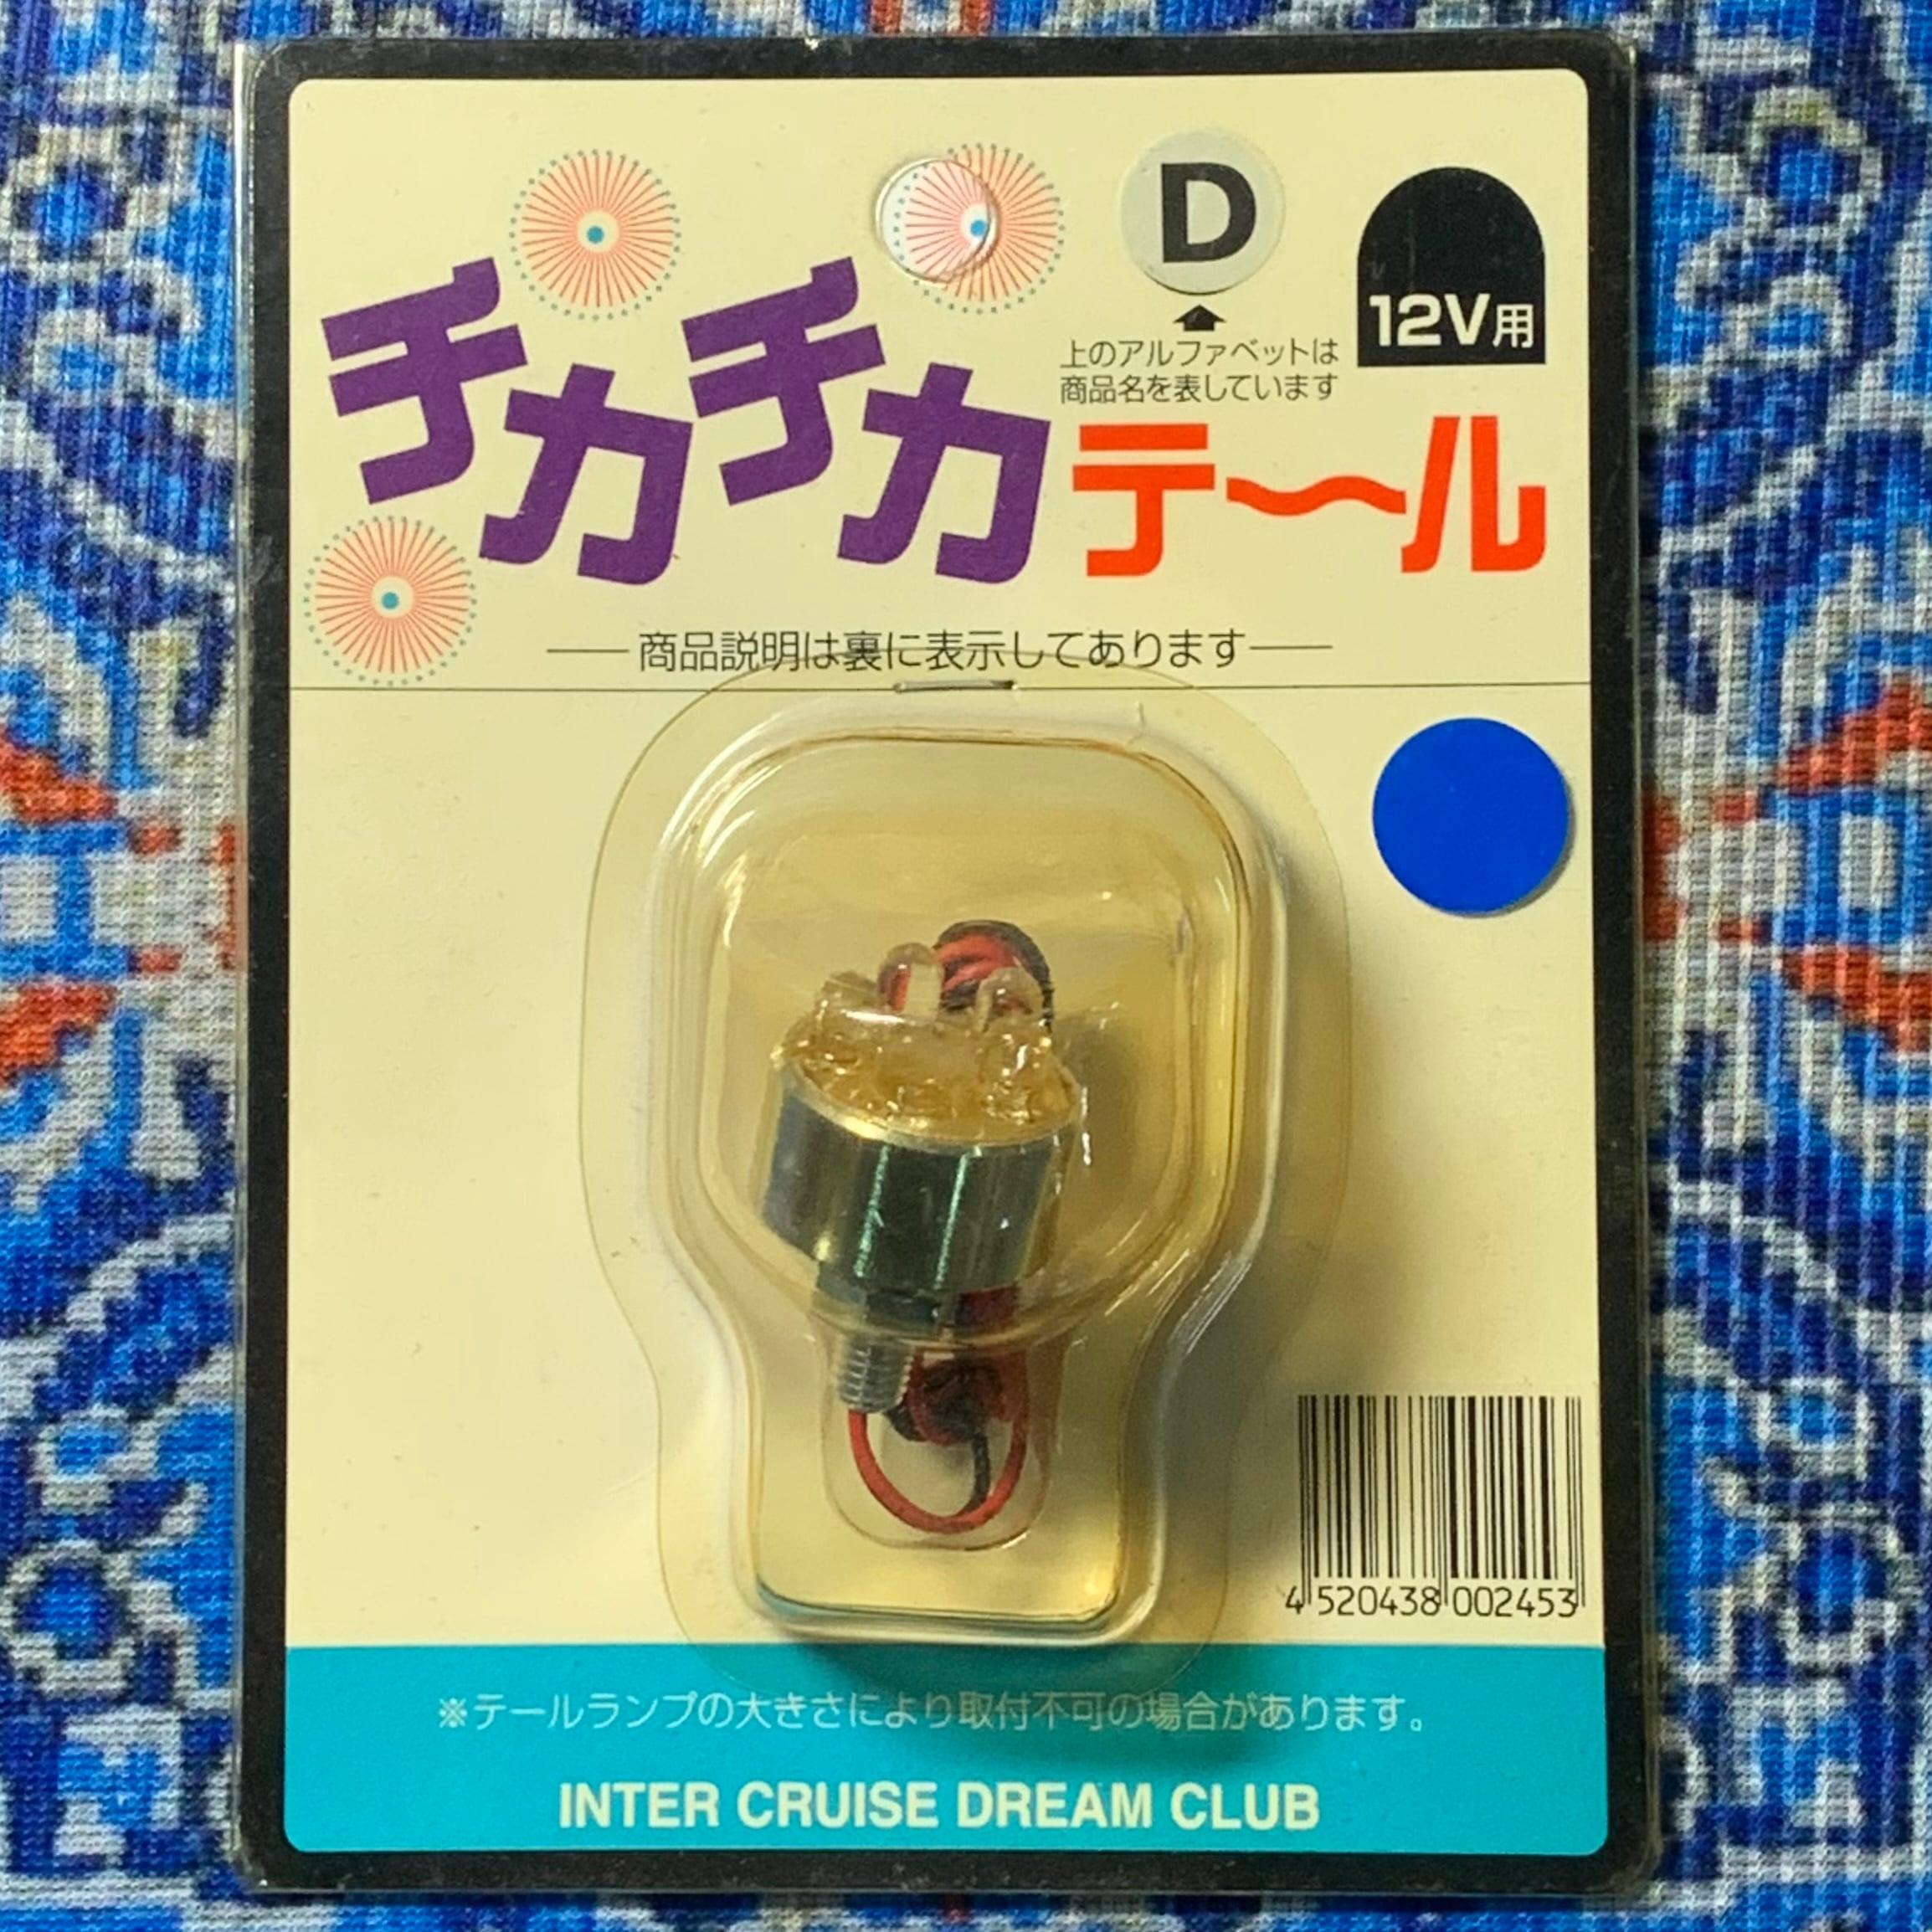 D
12V用
上のアルファベットは
商品名を表しています
チカチカテ〜ル
商品説明は裏に表示してあります
4 520438 002453
※テールランプの大きさにより取付不可の場合があります。
INTER CRUISE DREAM CLUB